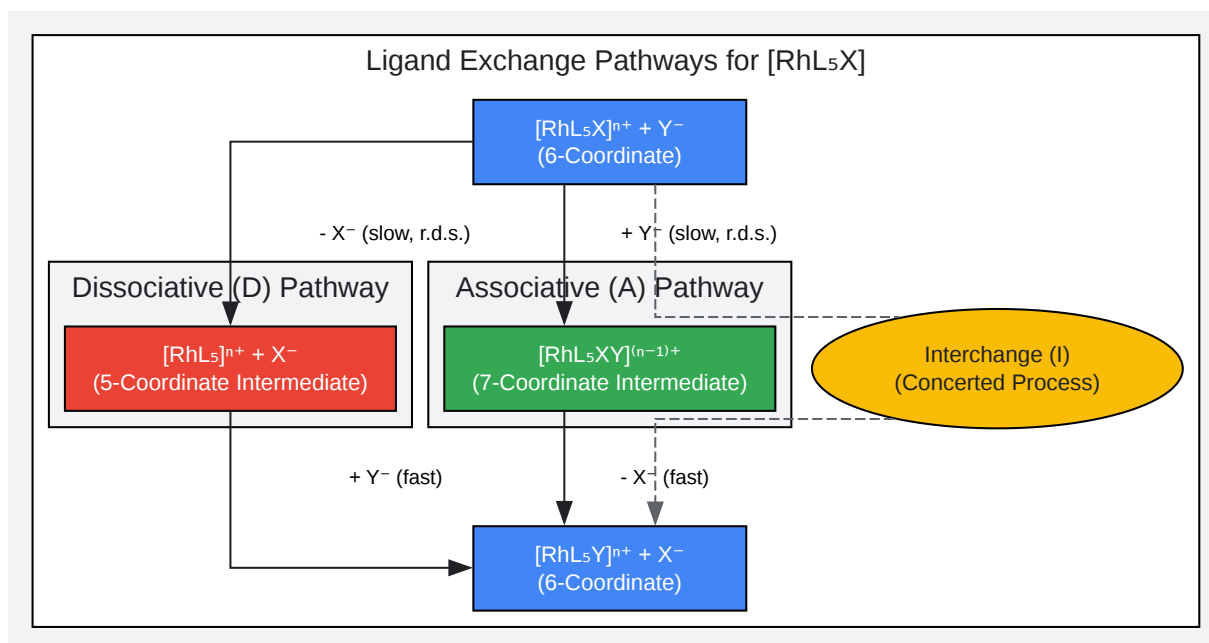 Ligand Exchange Pathways for [RhL₅X]
[RhL₅X]ⁿ⁺ + Y⁻
(6-Coordinate)
- X⁻ (slow, r.d.s.)
+ Y⁻ (slow, r.d.s.)
Dissociative (D) Pathway
Associative (A) Pathway
[RhL₅]ⁿ⁺ + X⁻
(5-Coordinate Intermediate)
[RhL₅XY]⁽ⁿ⁻¹⁾⁺
(7-Coordinate Intermediate)
Interchange (I)
(Concerted Process)
+ Y⁻ (fast)
- X⁻ (fast)
[RhL₅Y]ⁿ⁺ + X⁻
(6-Coordinate)